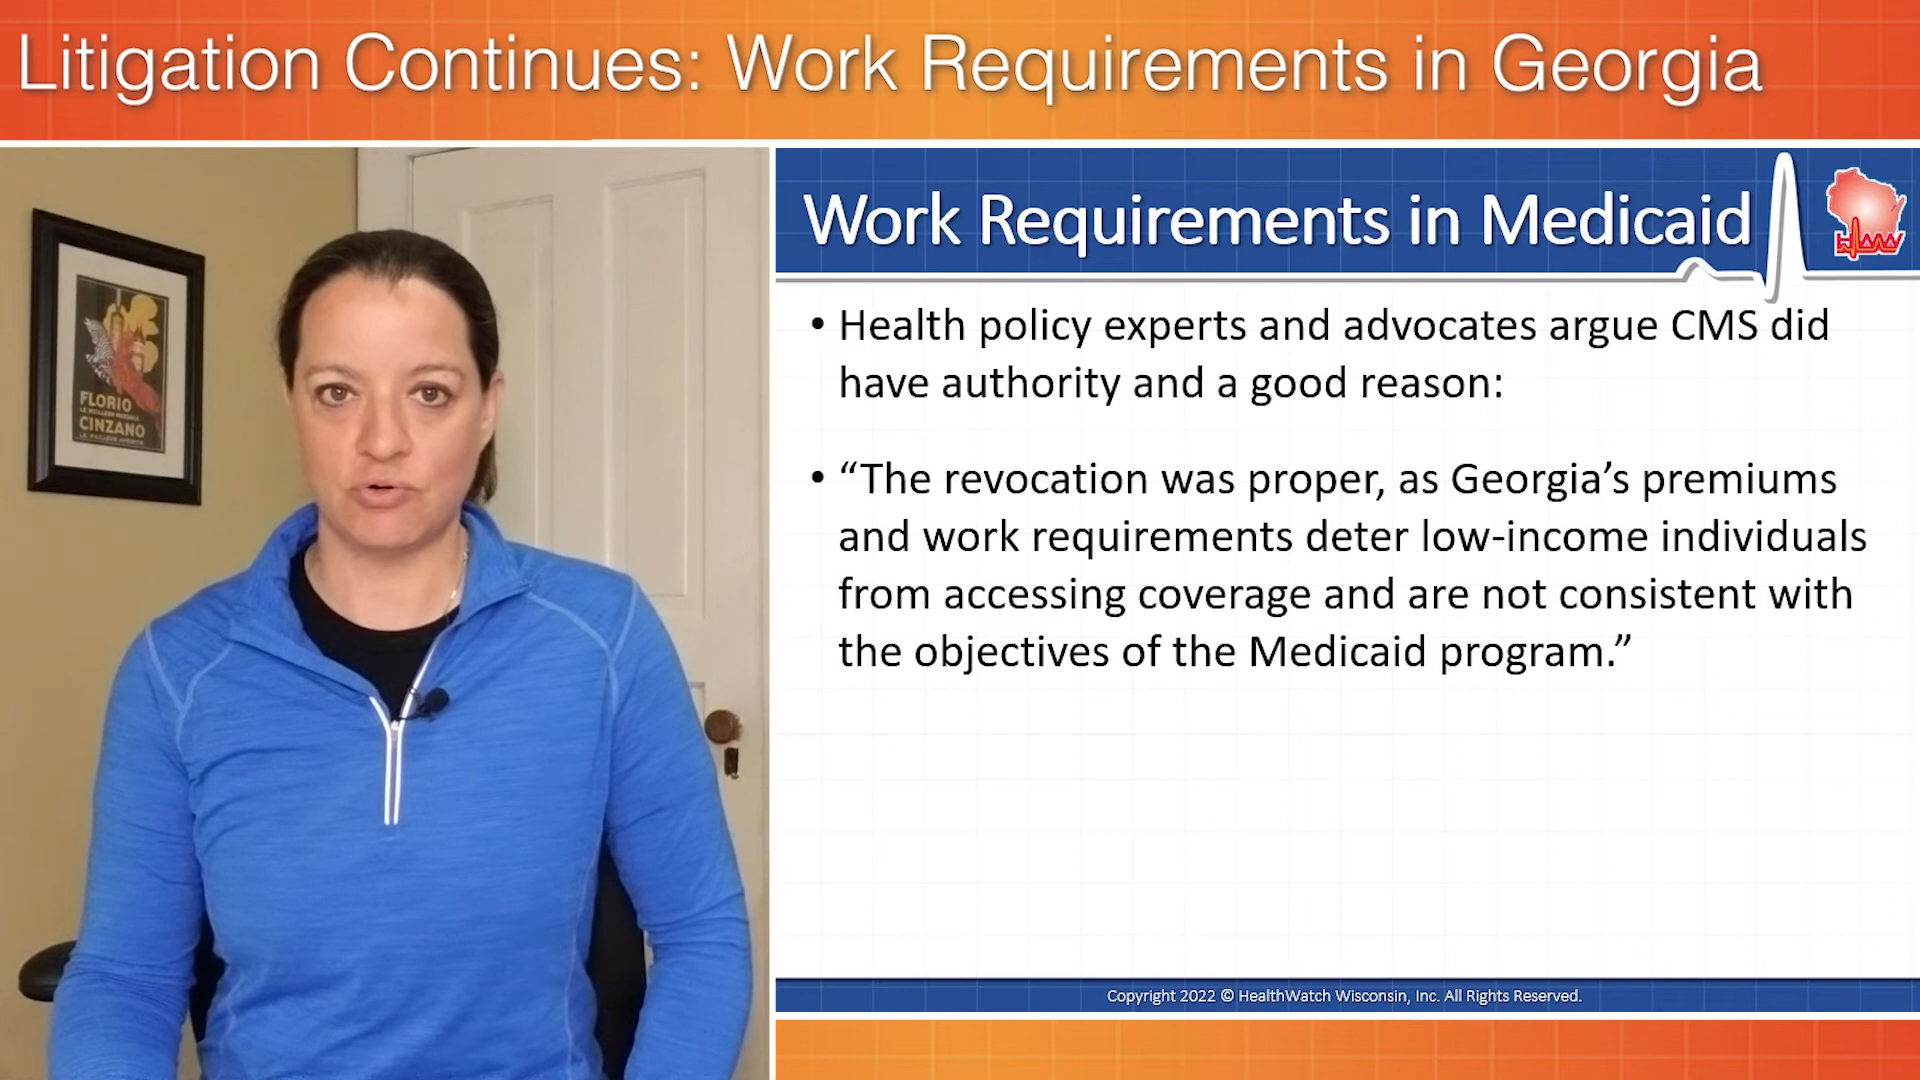 Litigation Continues: Work Requirements in Georgia
FLORIO
CINZANO
Work Requirements in Medicaid
• Health policy experts and advocates argue CMS did
have authority and a good reason:
• “The revocation was proper, as Georgia’s premiums
and work requirements deter low-income individuals
from accessing coverage and are not consistent with
the objectives of the Medicaid program.”
Copyright 2022 © HealthWatch Wisconsin, Inc. All Rights Reserved.